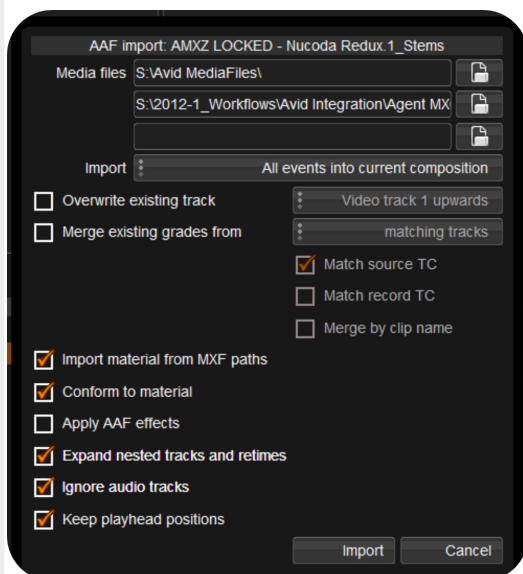 AAF import: AMXZ LOCKED - Nucoda Redux.1_Stems
Media files S:\Avid MediaFiles\
S:\2012-1_Workflows\Avid Integration\Agent MX
Import All events into current composition
Overwrite existing track Video track 1 upwards
Merge existing grades from matching tracks
Match source TC
Match record TC
Merge by clip name
Import material from MXF paths
Conform to material
Apply AAF effects
Expand nested tracks and retimes
Ignore audio tracks
Keep playhead positions
Import Cancel